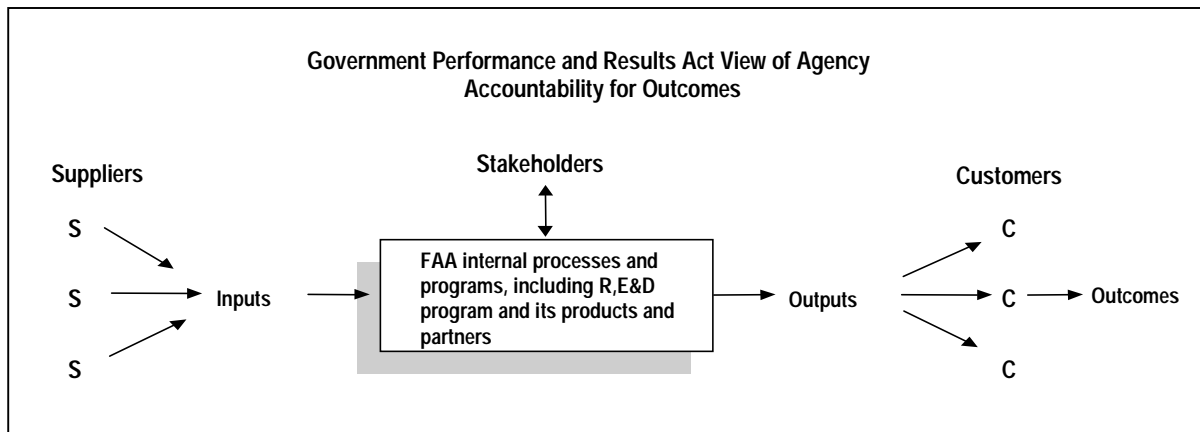 Government Performance and Results Act View of Agency
Accountability for Outcomes
Suppliers
Stakeholders
Customers
S
S
S
Inputs
FAA internal processes and
programs, including R,E&D
program and its products and
partners
Outputs
C
C
C
Outcomes